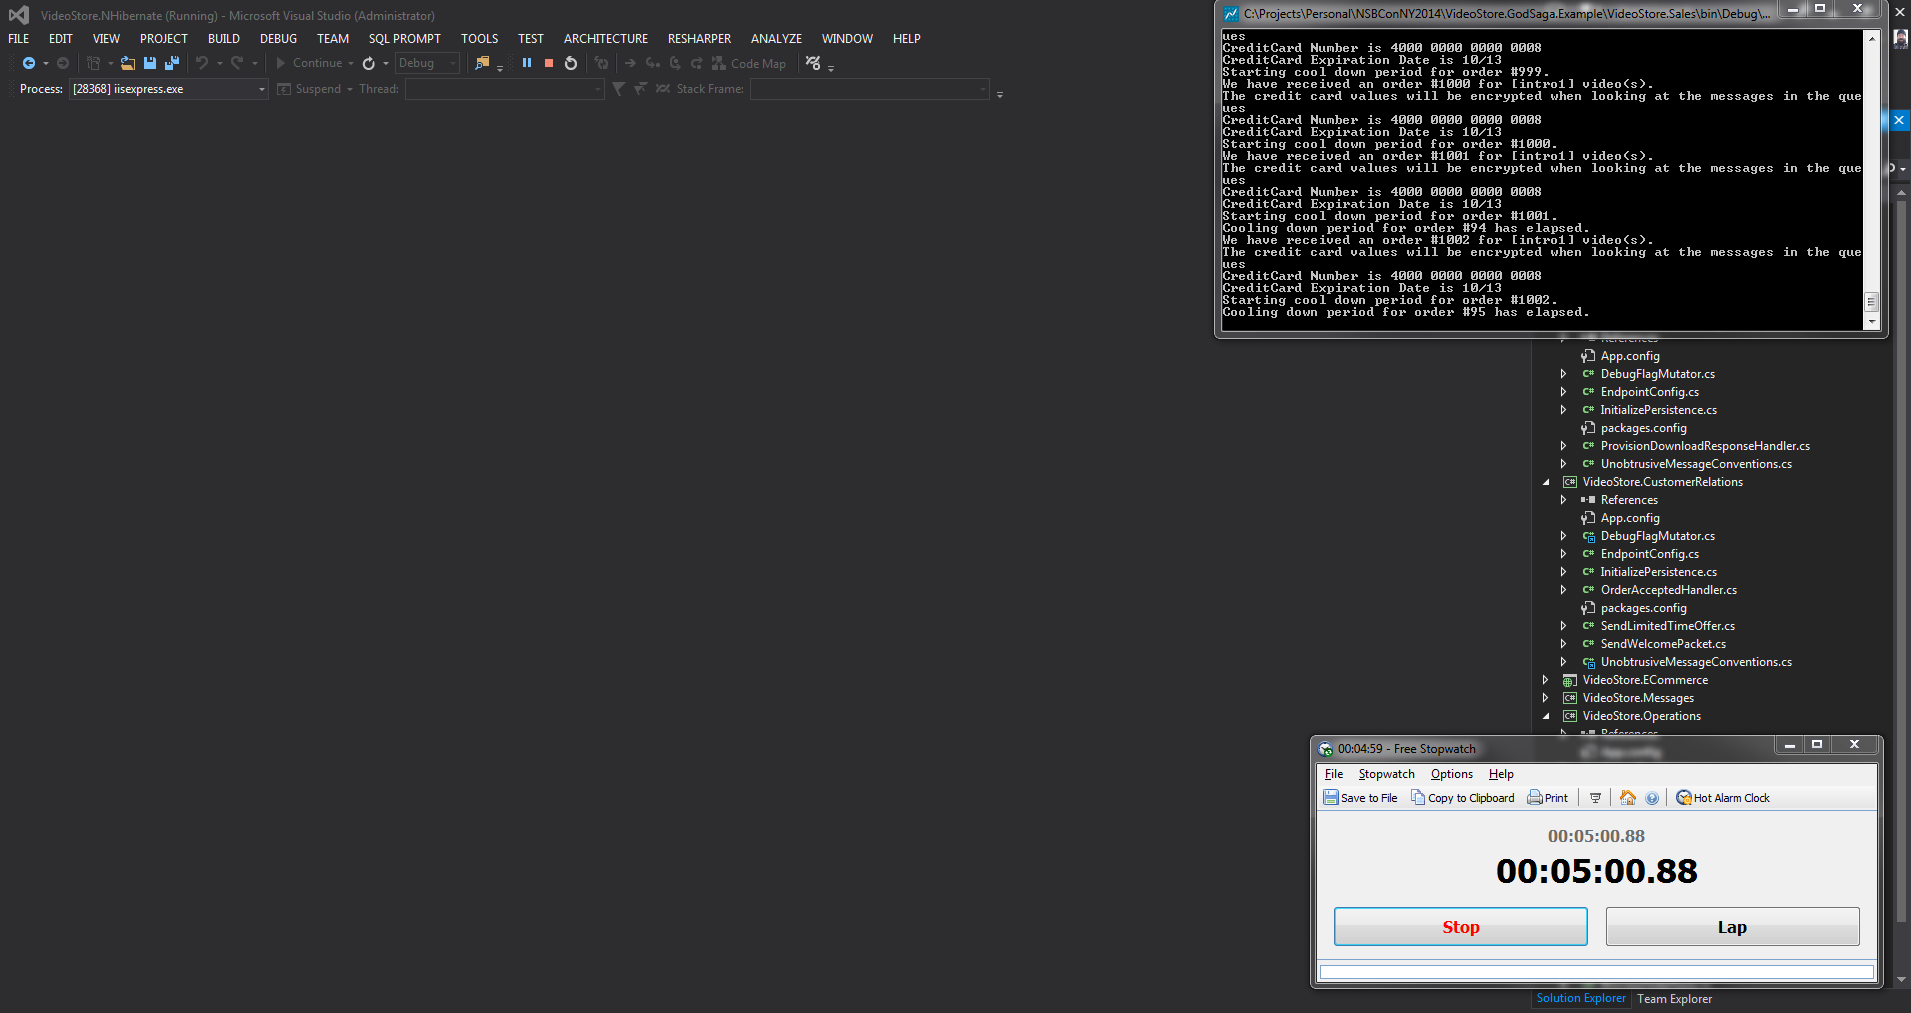 VideoStore.NHibernate (Running) - Microsoft Visual Studio (Administrator)
FILE EDIT VIEW PROJECT BUILD DEBUG TEAM SQL PROMPT TOOLS TEST ARCHITECTURE RESHARPER ANALYZE WINDOW HELP
Continue Debug Code Map
Process: [28368] iisexpress.exe Suspend Thread: Stack Frame:
C:\Projects\Personal\NSBConNY2014\VideoStore.GodSaga.Example\VideoStore.Sales\bin\Debug\...
ues
CreditCard Number is 4000 0000 0000 0008
CreditCard Expiration Date is 10/13
Starting cool down period for order #999.
We have received an order #1000 for [intro1] video(s).
The credit card values will be encrypted when looking at the messages in the que
ues
CreditCard Number is 4000 0000 0000 0008
CreditCard Expiration Date is 10/13
Starting cool down period for order #1000.
We have received an order #1001 for [intro1] video(s).
The credit card values will be encrypted when looking at the messages in the que
ues
CreditCard Number is 4000 0000 0000 0008
CreditCard Expiration Date is 10/13
Starting cool down period for order #1001.
Cooling down period for order #94 has elapsed.
We have received an order #1002 for [intro1] video(s).
The credit card values will be encrypted when looking at the messages in the que
ues
CreditCard Number is 4000 0000 0000 0008
CreditCard Expiration Date is 10/13
Starting cool down period for order #1002.
Cooling down period for order #95 has elapsed.
References
App.config
C# DebugFlagMutator.cs
C# EndpointConfig.cs
C# InitializePersistence.cs
packages.config
C# ProvisionDownloadResponseHandler.cs
C# UnobtrusiveMessageConventions.cs
C# VideoStore.CustomerRelations
References
App.config
C# DebugFlagMutator.cs
C# EndpointConfig.cs
C# InitializePersistence.cs
C# OrderAcceptedHandler.cs
packages.config
C# SendLimitedTimeOffer.cs
C# SendWelcomePacket.cs
C# UnobtrusiveMessageConventions.cs
VideoStore.ECommerce
C# VideoStore.Messages
C# VideoStore.Operations
References
App.config
00:04:59 - Free Stopwatch
File Stopwatch Options Help
Save to File Copy to Clipboard Print Hot Alarm Clock
00:05:00.88
00:05:00.88
Stop Lap
Solution Explorer Team Explorer